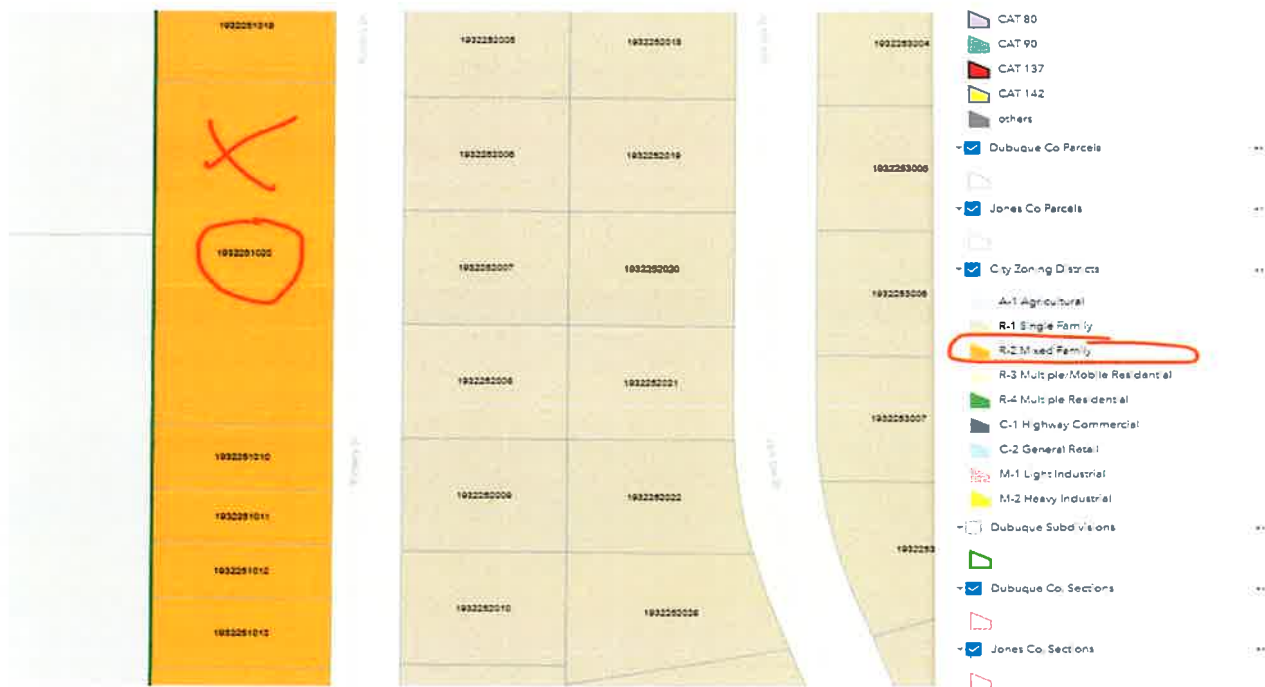 1932251019
1932251020
1932251010
1932251011
1932251012
1932251013
1932252005
1932252006
1932252007
1932252008
1932252009
1932252010
1932252018
1932252019
1932252020
1932252021
1932252022
1932253004
1932253005
1932253006
1932253007
1932253
CAT 80
CAT 90
CAT 137
CAT 142
others
Dubuque Co Parcels
Jones Co Parcels
City Zoning Districts
A-1 Agricultural
R-1 Single Family
R-2 Mixed Family
R-3 Multiple/Mobile Residential
R-4 Multiple Residential
C-1 Highway Commercial
C-2 General Retail
M-1 Light Industrial
M-2 Heavy Industrial
Dubuque Subdivisions
Dubuque Co. Sections
Jones Co. Sections